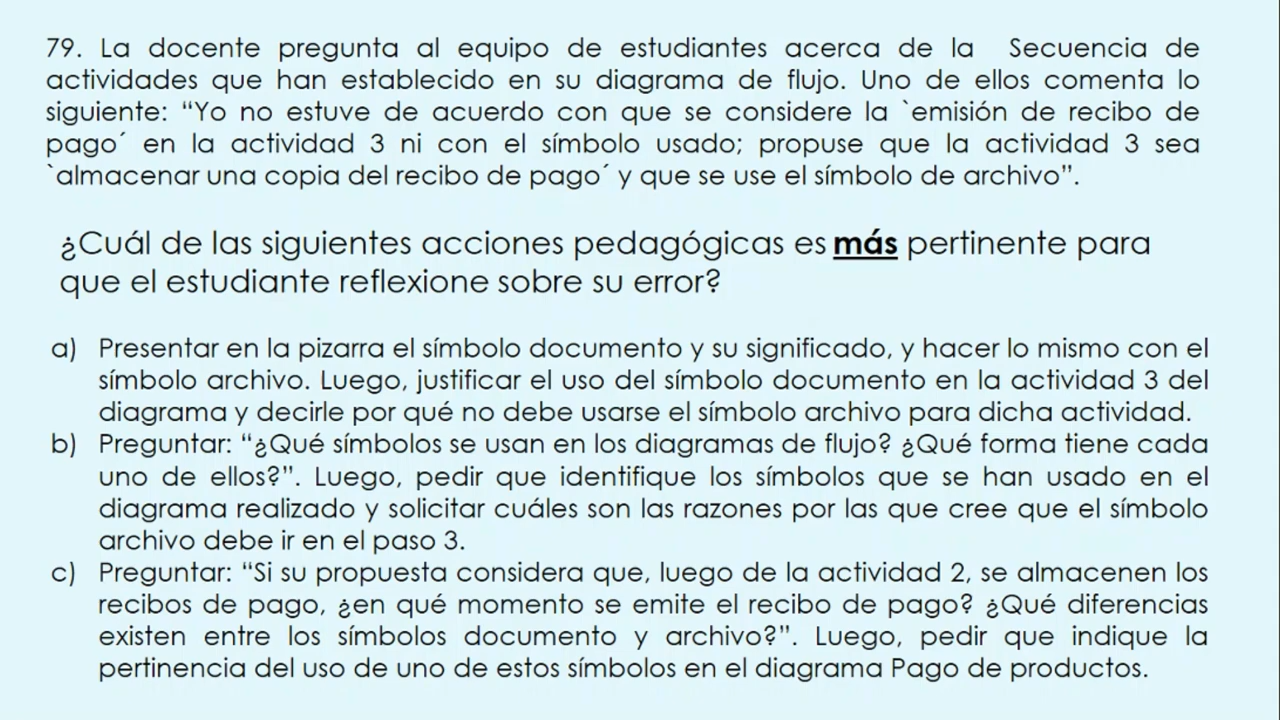 79. La docente pregunta al equipo de estudiantes acerca de la Secuencia de
actividades que han establecido en su diagrama de flujo. Uno de ellos comenta lo
siguiente: “Yo no estuve de acuerdo con que se considere la `emisión de recibo de
pago´ en la actividad 3 ni con el símbolo usado; propuse que la actividad 3 sea
`almacenar una copia del recibo de pago´ y que se use el símbolo de archivo”.
¿Cuál de las siguientes acciones pedagógicas es más pertinente para
que el estudiante reflexione sobre su error?
a) Presentar en la pizarra el símbolo documento y su significado, y hacer lo mismo con el
símbolo archivo. Luego, justificar el uso del símbolo documento en la actividad 3 del
diagrama y decirle por qué no debe usarse el símbolo archivo para dicha actividad.
b) Preguntar: “¿Qué símbolos se usan en los diagramas de flujo? ¿Qué forma tiene cada
uno de ellos?”. Luego, pedir que identifique los símbolos que se han usado en el
diagrama realizado y solicitar cuáles son las razones por las que cree que el símbolo
archivo debe ir en el paso 3.
c) Preguntar: “Si su propuesta considera que, luego de la actividad 2, se almacenen los
recibos de pago, ¿en qué momento se emite el recibo de pago? ¿Qué diferencias
existen entre los símbolos documento y archivo?”. Luego, pedir que indique la
pertinencia del uso de uno de estos símbolos en el diagrama Pago de productos.